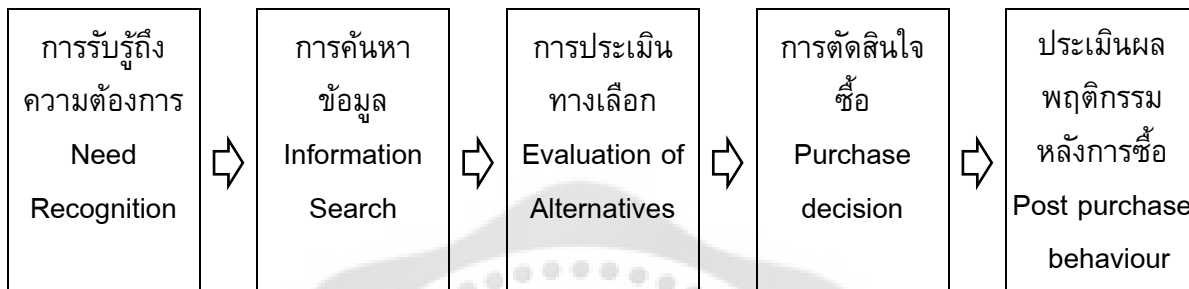 การรับรู้ถึง
ความต้องการ
Need
Recognition
การค้นหา
ข้อมูล
Information
Search
การประเมิน
ทางเลือก
Evaluation of
Alternatives
การตัดสินใจ
ซื้อ
Purchase
decision
ประเมินผล
พฤติกรรม
หลังการซื้อ
Post purchase
behaviour